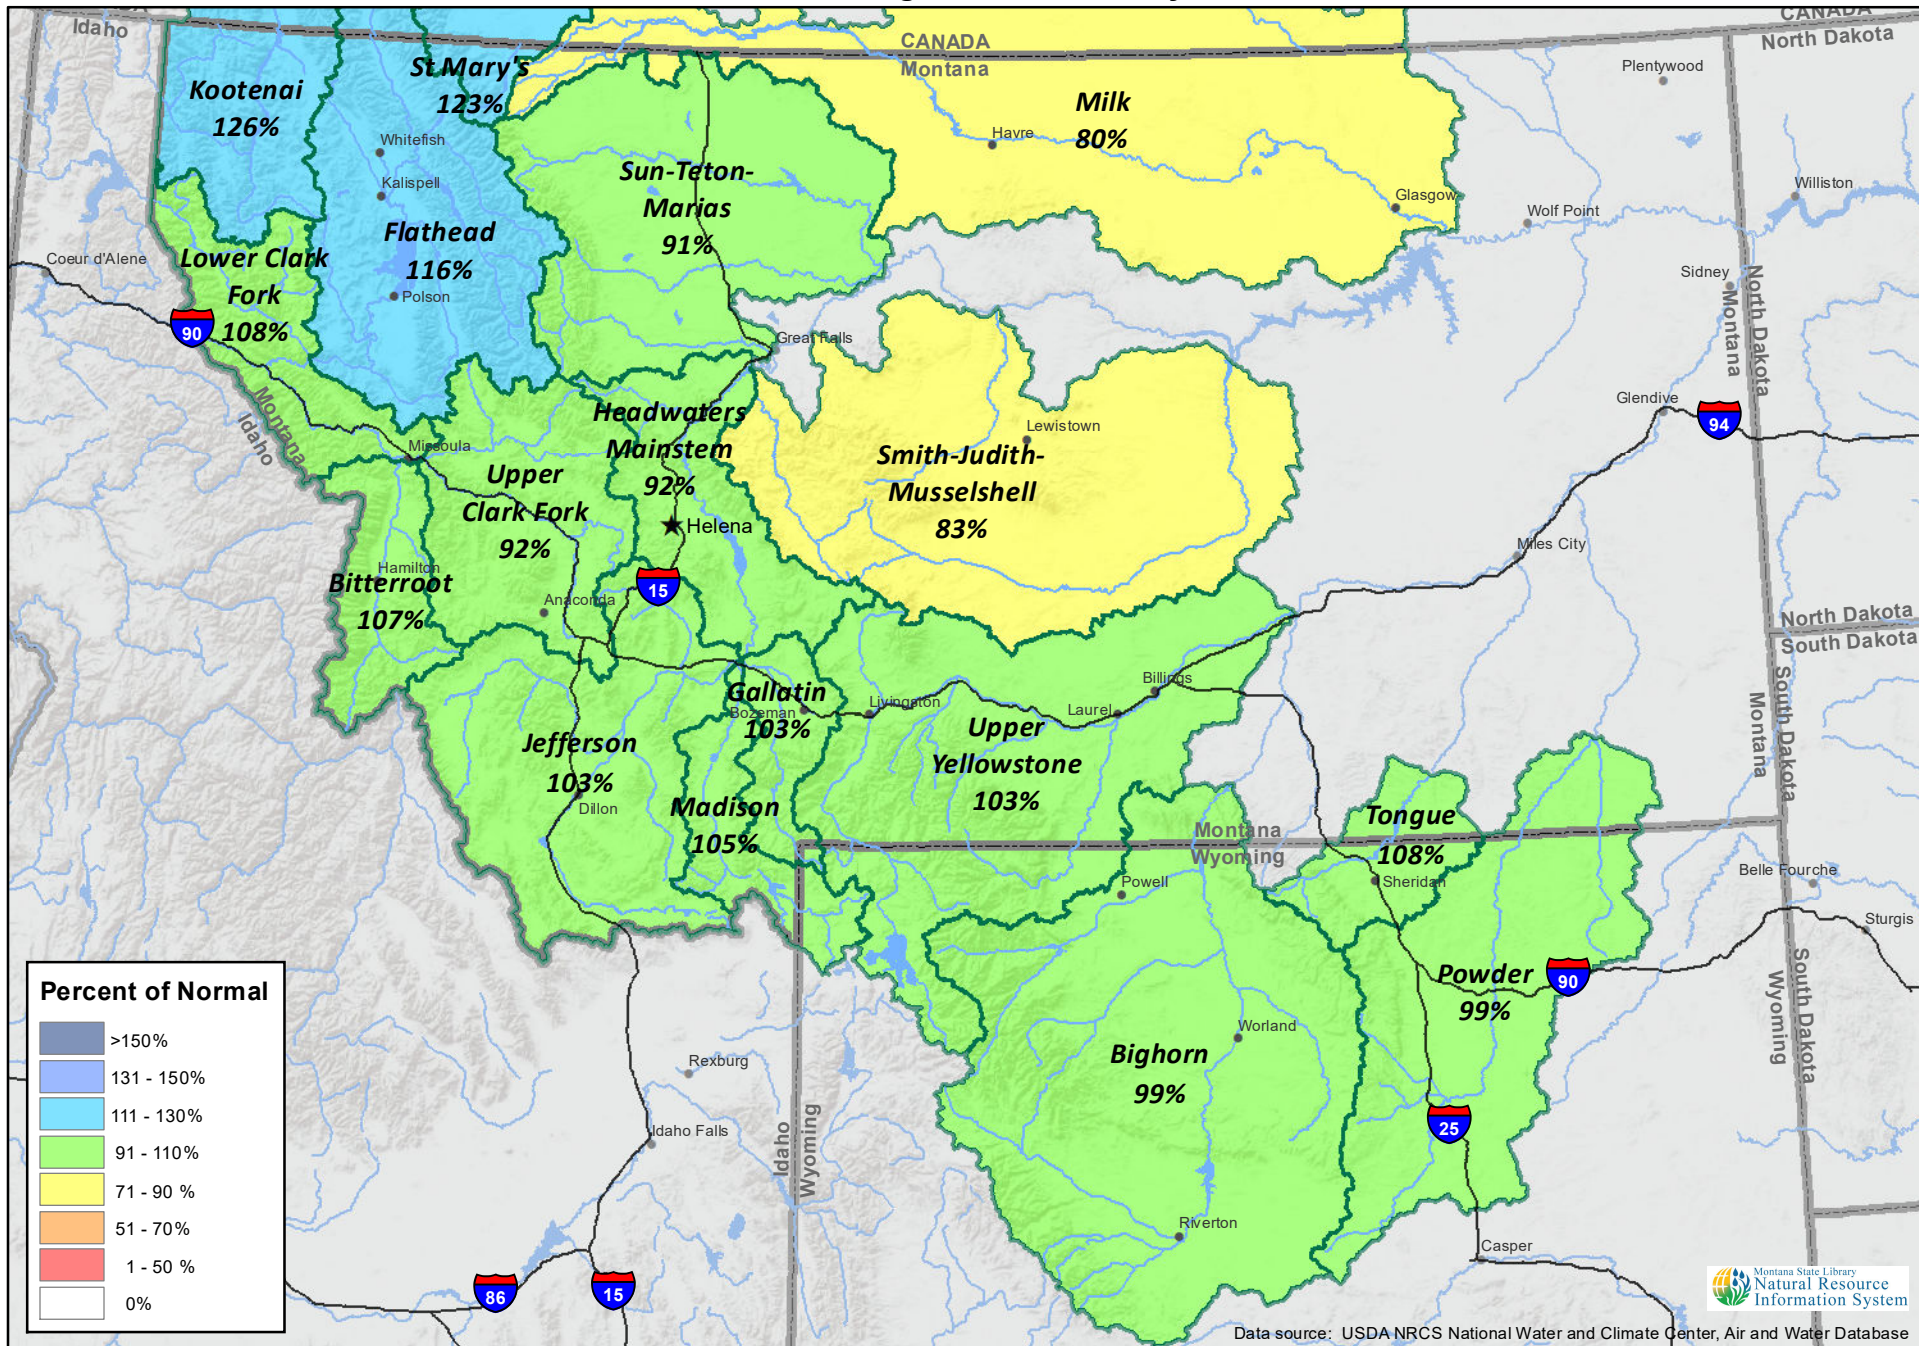 Idaho
CANADA
Montana
CANADA
North Dakota
Kootenai
126%
St Mary's
123%
Milk
80%
Plentywood
Whitefish
Havre
Kalispell
Sun-Teton-
Marias
91%
Glasgow
Wolf Point
Williston
Flathead
116%
Lower Clark
Fork
108%
Coeur d'Alene
Polson
90
Sidney
North Dakota
Montana
Great Falls
Montana
Idaho
Headwaters
Mainstem
92%
Lewistown
Glendive
94
Missoula
Upper
Clark Fork
92%
Smith-Judith-
Musselshell
83%
Helena
Miles City
Hamilton
Bitterroot
107%
Anaconda
15
North Dakota
South Dakota
Gallatin
Bozeman
103%
Livingston
Laurel
Billings
Montana
South Dakota
Jefferson
103%
Dillon
Upper
Yellowstone
103%
Madison
105%
Montana
Wyoming
Tongue
108%
Sheridan
Powell
Belle Fourche
Sturgis
Powder
99%
90
South Dakota
Wyoming
Worland
Bighorn
99%
25
Rexburg
Idaho Falls
Idaho
Wyoming
Riverton
Casper
86
15
Percent of Normal
>150%
131 - 150%
111 - 130%
91 - 110%
71 - 90 %
51 - 70%
1 - 50 %
0%
Montana State Library
Natural Resource
Information System
Data source: USDA NRCS National Water and Climate Center, Air and Water Database